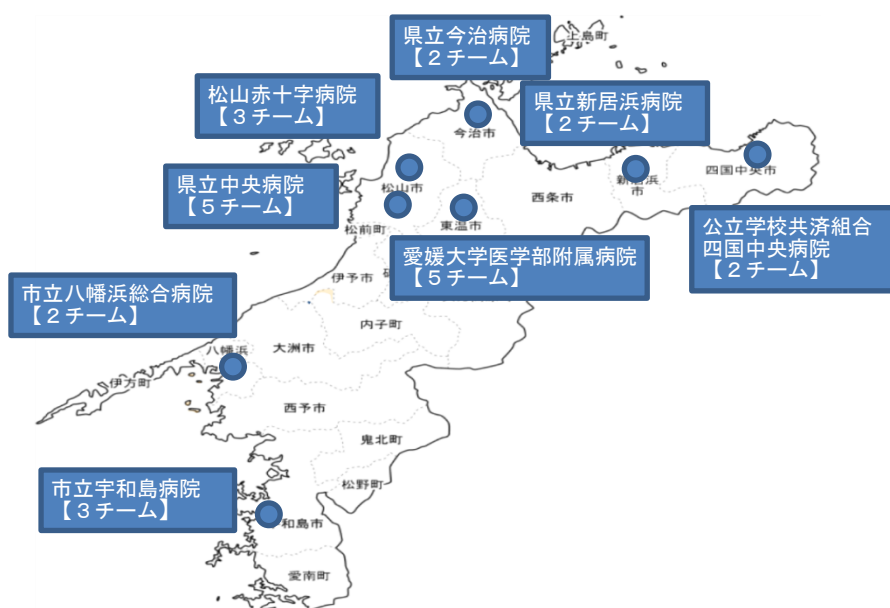 県立今治病院
【２チーム】
上島町
松山赤十字病院
【３チーム】
県立新居浜病院
【２チーム】
今治市
県立中央病院
【５チーム】
松山市
西条市
新居浜
市
四国中央市
松前町
東温市
公立学校共済組合
四国中央病院
【２チーム】
愛媛大学医学部附属病院
【５チーム】
伊予市
市立八幡浜総合病院
【２チーム】
内子町
大洲市
八幡浜
伊方町
西予市
鬼北町
松野町
市立宇和島病院
【３チーム】
和島市
愛南町